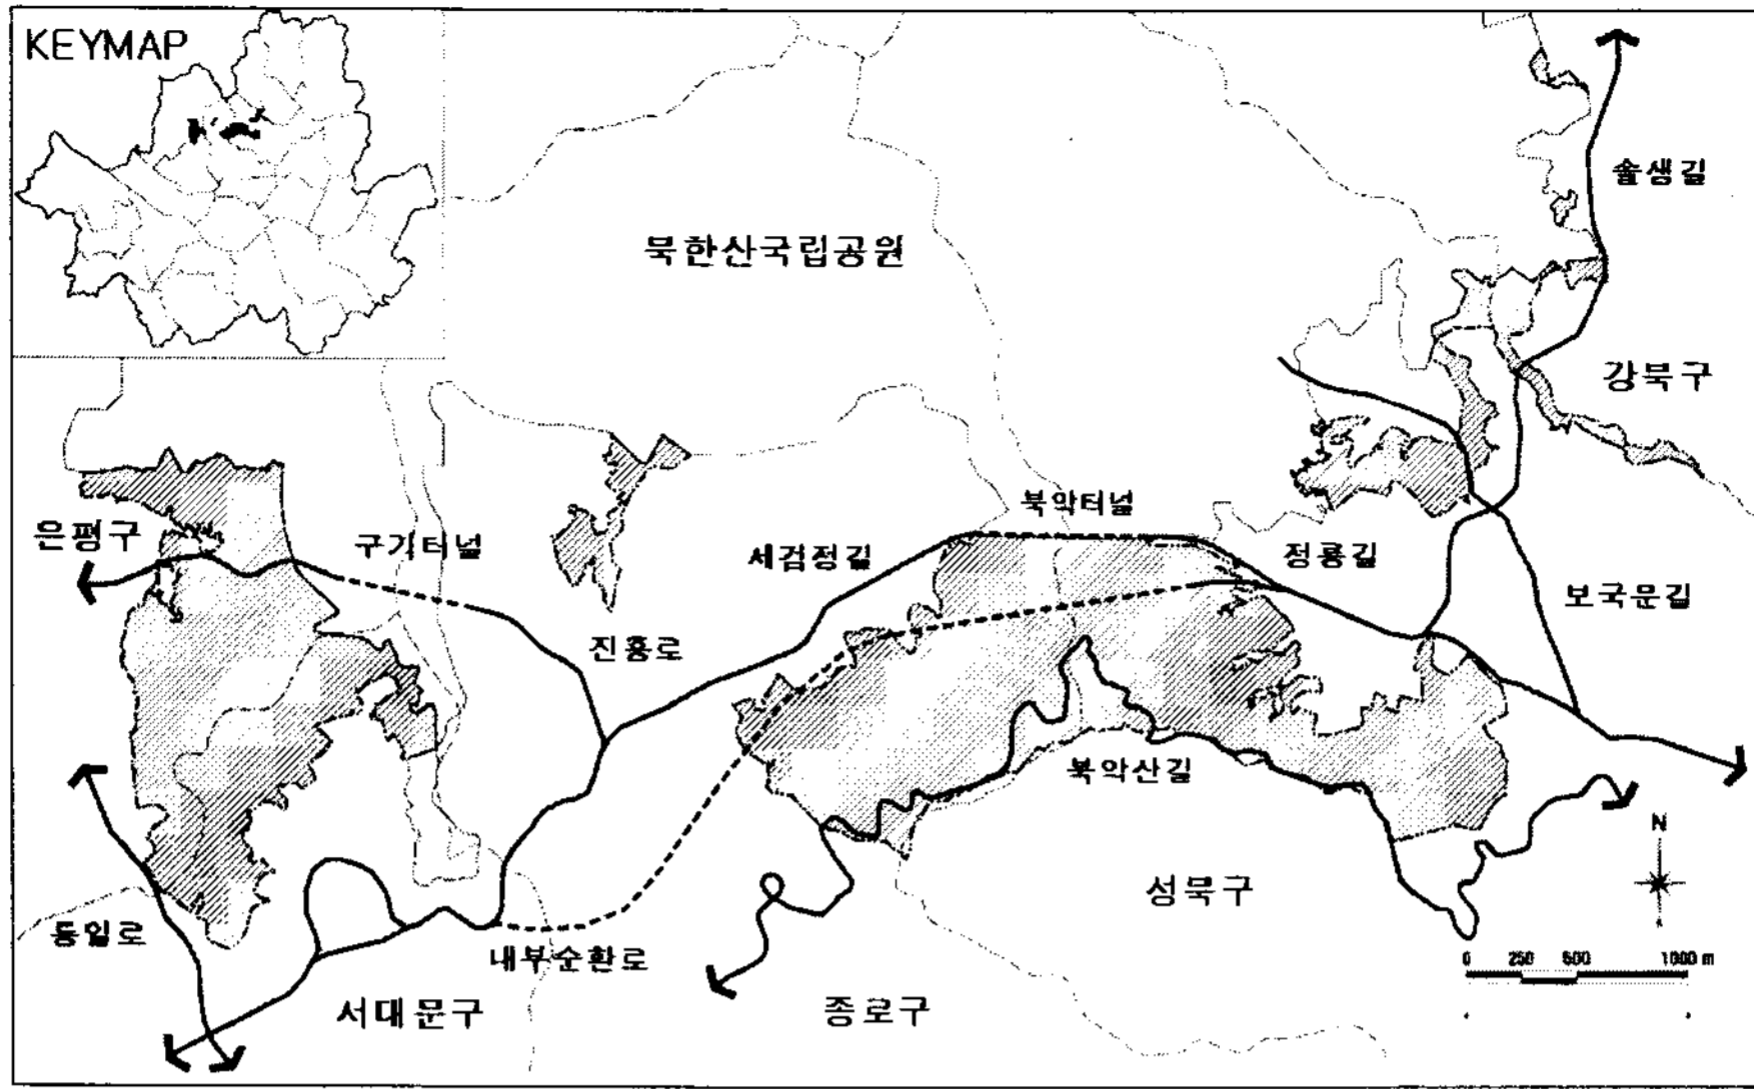 KEYMAP
솔샘길
북한산국립공원
강북구
북악터널
은평구
구기터널
세검정길
정릉길
보국문길
진흥로
북악산길
N
성북구
통일로
내부순환로
0 250 500 1000 m
서대문구
종로구